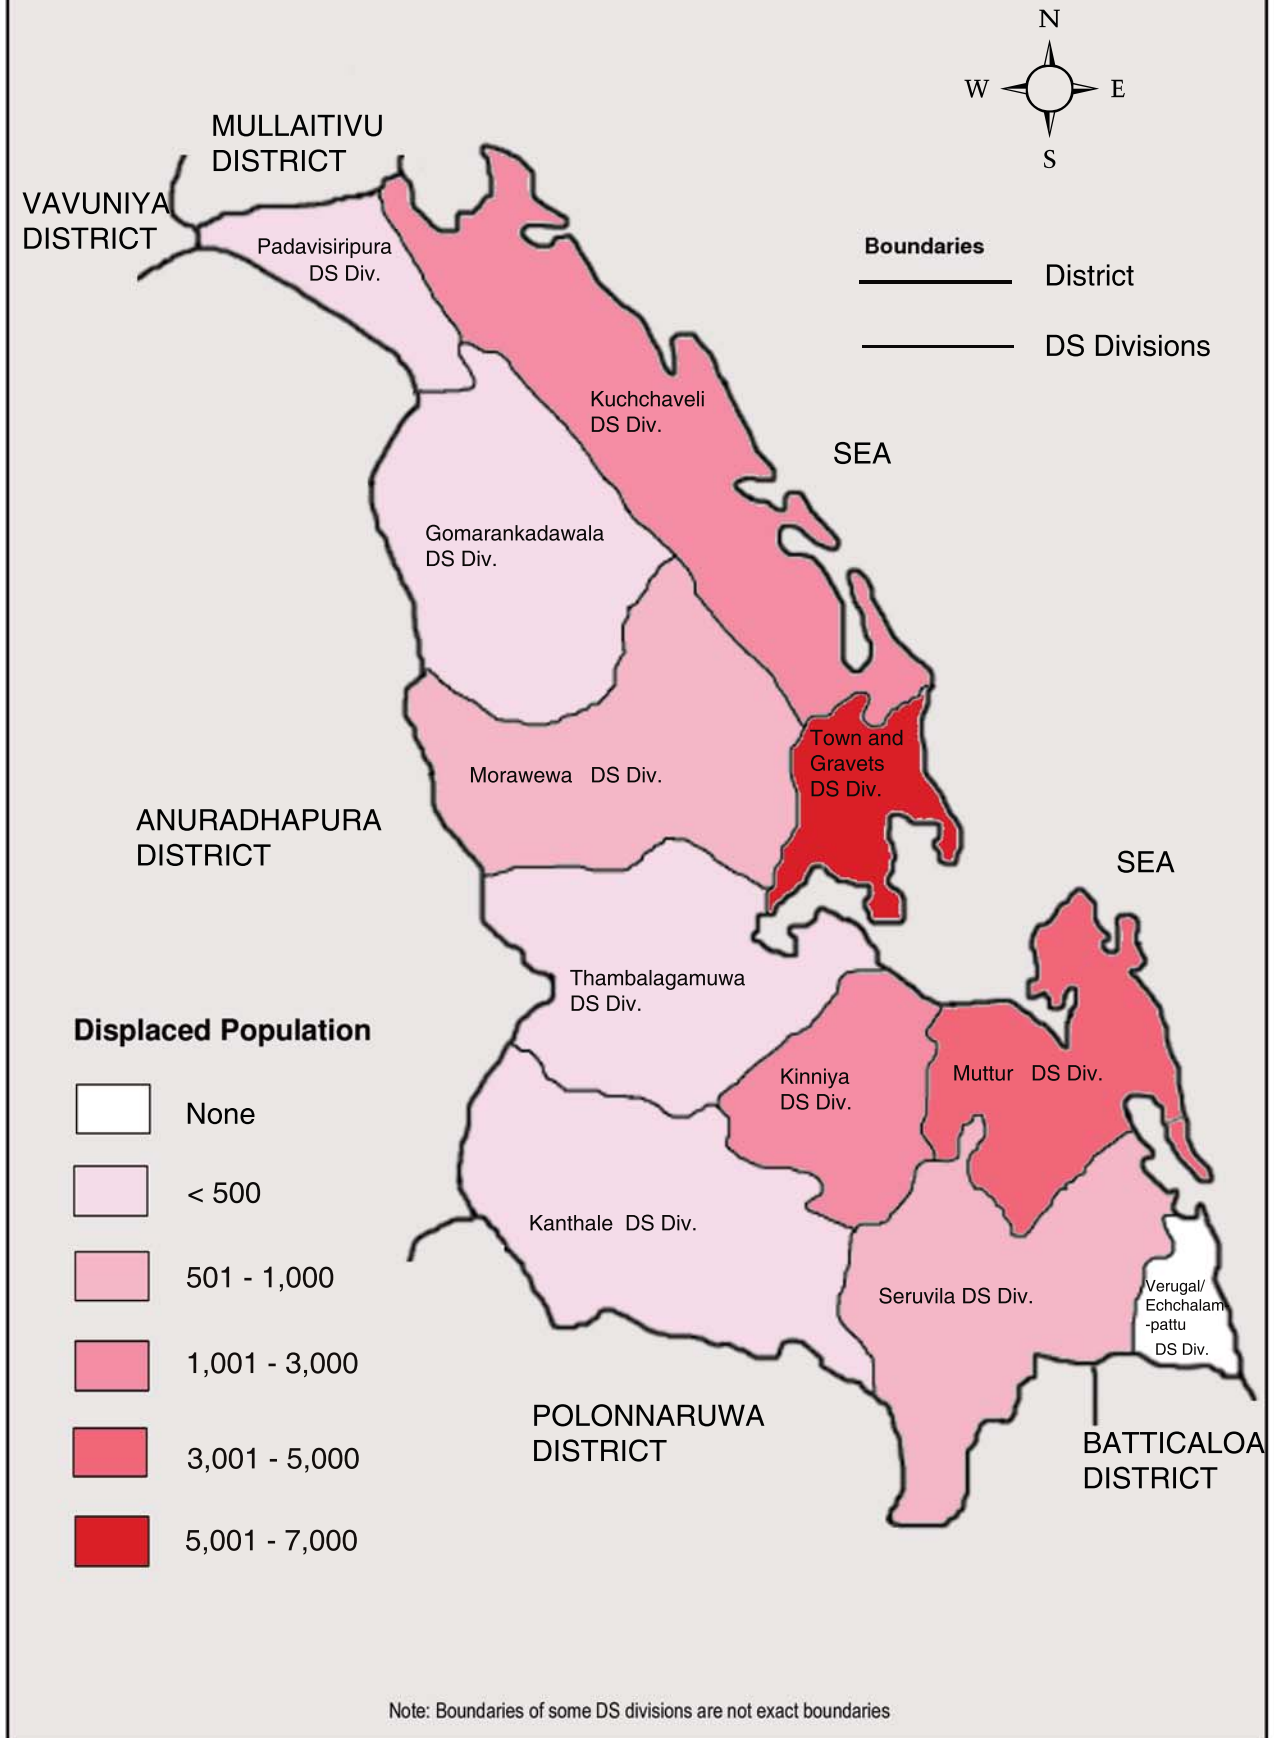 N
W
E
S
MULLAITIVU
DISTRICT
VAVUNIYA
DISTRICT
Padavisiripura
DS Div.
Boundaries
District
DS Divisions
Kuchchaveli
DS Div.
SEA
Gomarankadawala
DS Div.
Town and
Gravets
DS Div.
Morawewa DS Div.
ANURADHAPURA
DISTRICT
SEA
Thambalagamuwa
DS Div.
Kinniya
DS Div.
Muttur DS Div.
Kanthale DS Div.
Seruvila DS Div.
Verugal/
Echchalam
-pattu
DS Div.
Displaced Population
None
< 500
501 - 1,000
1,001 - 3,000
3,001 - 5,000
5,001 - 7,000
POLONNARUWA
DISTRICT
BATTICALOA
DISTRICT
Note: Boundaries of some DS divisions are not exact boundaries